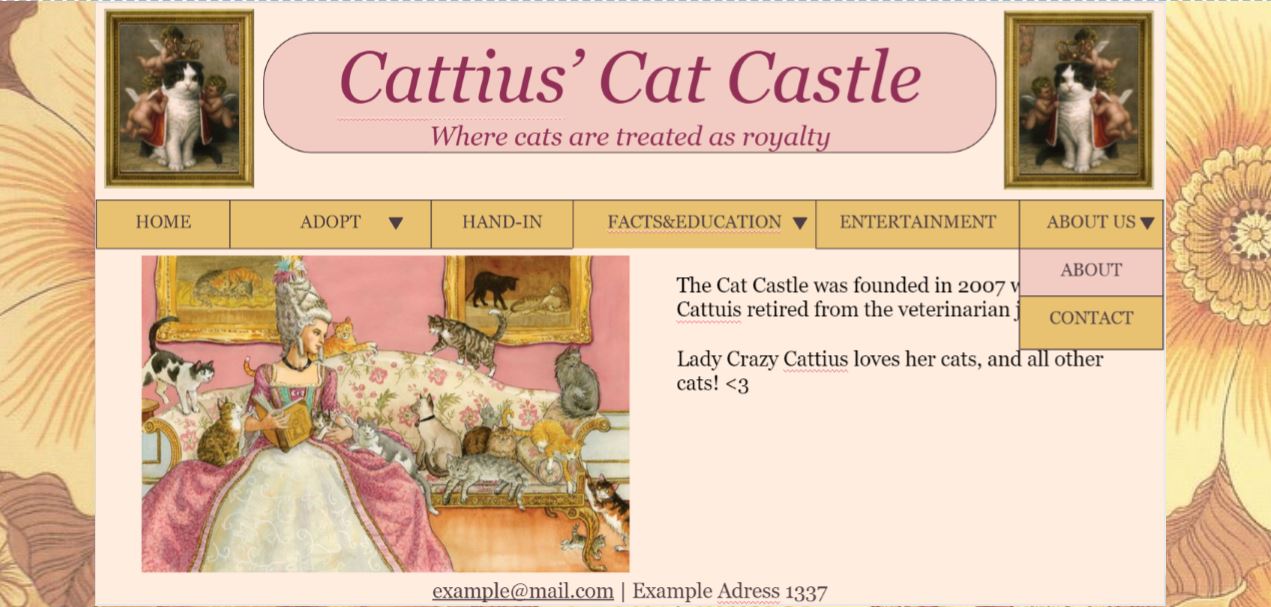 Cattius’ Cat Castle
Where cats are treated as royalty
HOME
ADOPT
HAND-IN
FACTS&EDUCATION
ENTERTAINMENT
ABOUT US
ABOUT
CONTACT
The Cat Castle was founded in 2007
Cattuis retired from the veterinarian
Lady Crazy Cattius loves her cats, and all other
cats! <3
example@mail.com | Example Adress 1337